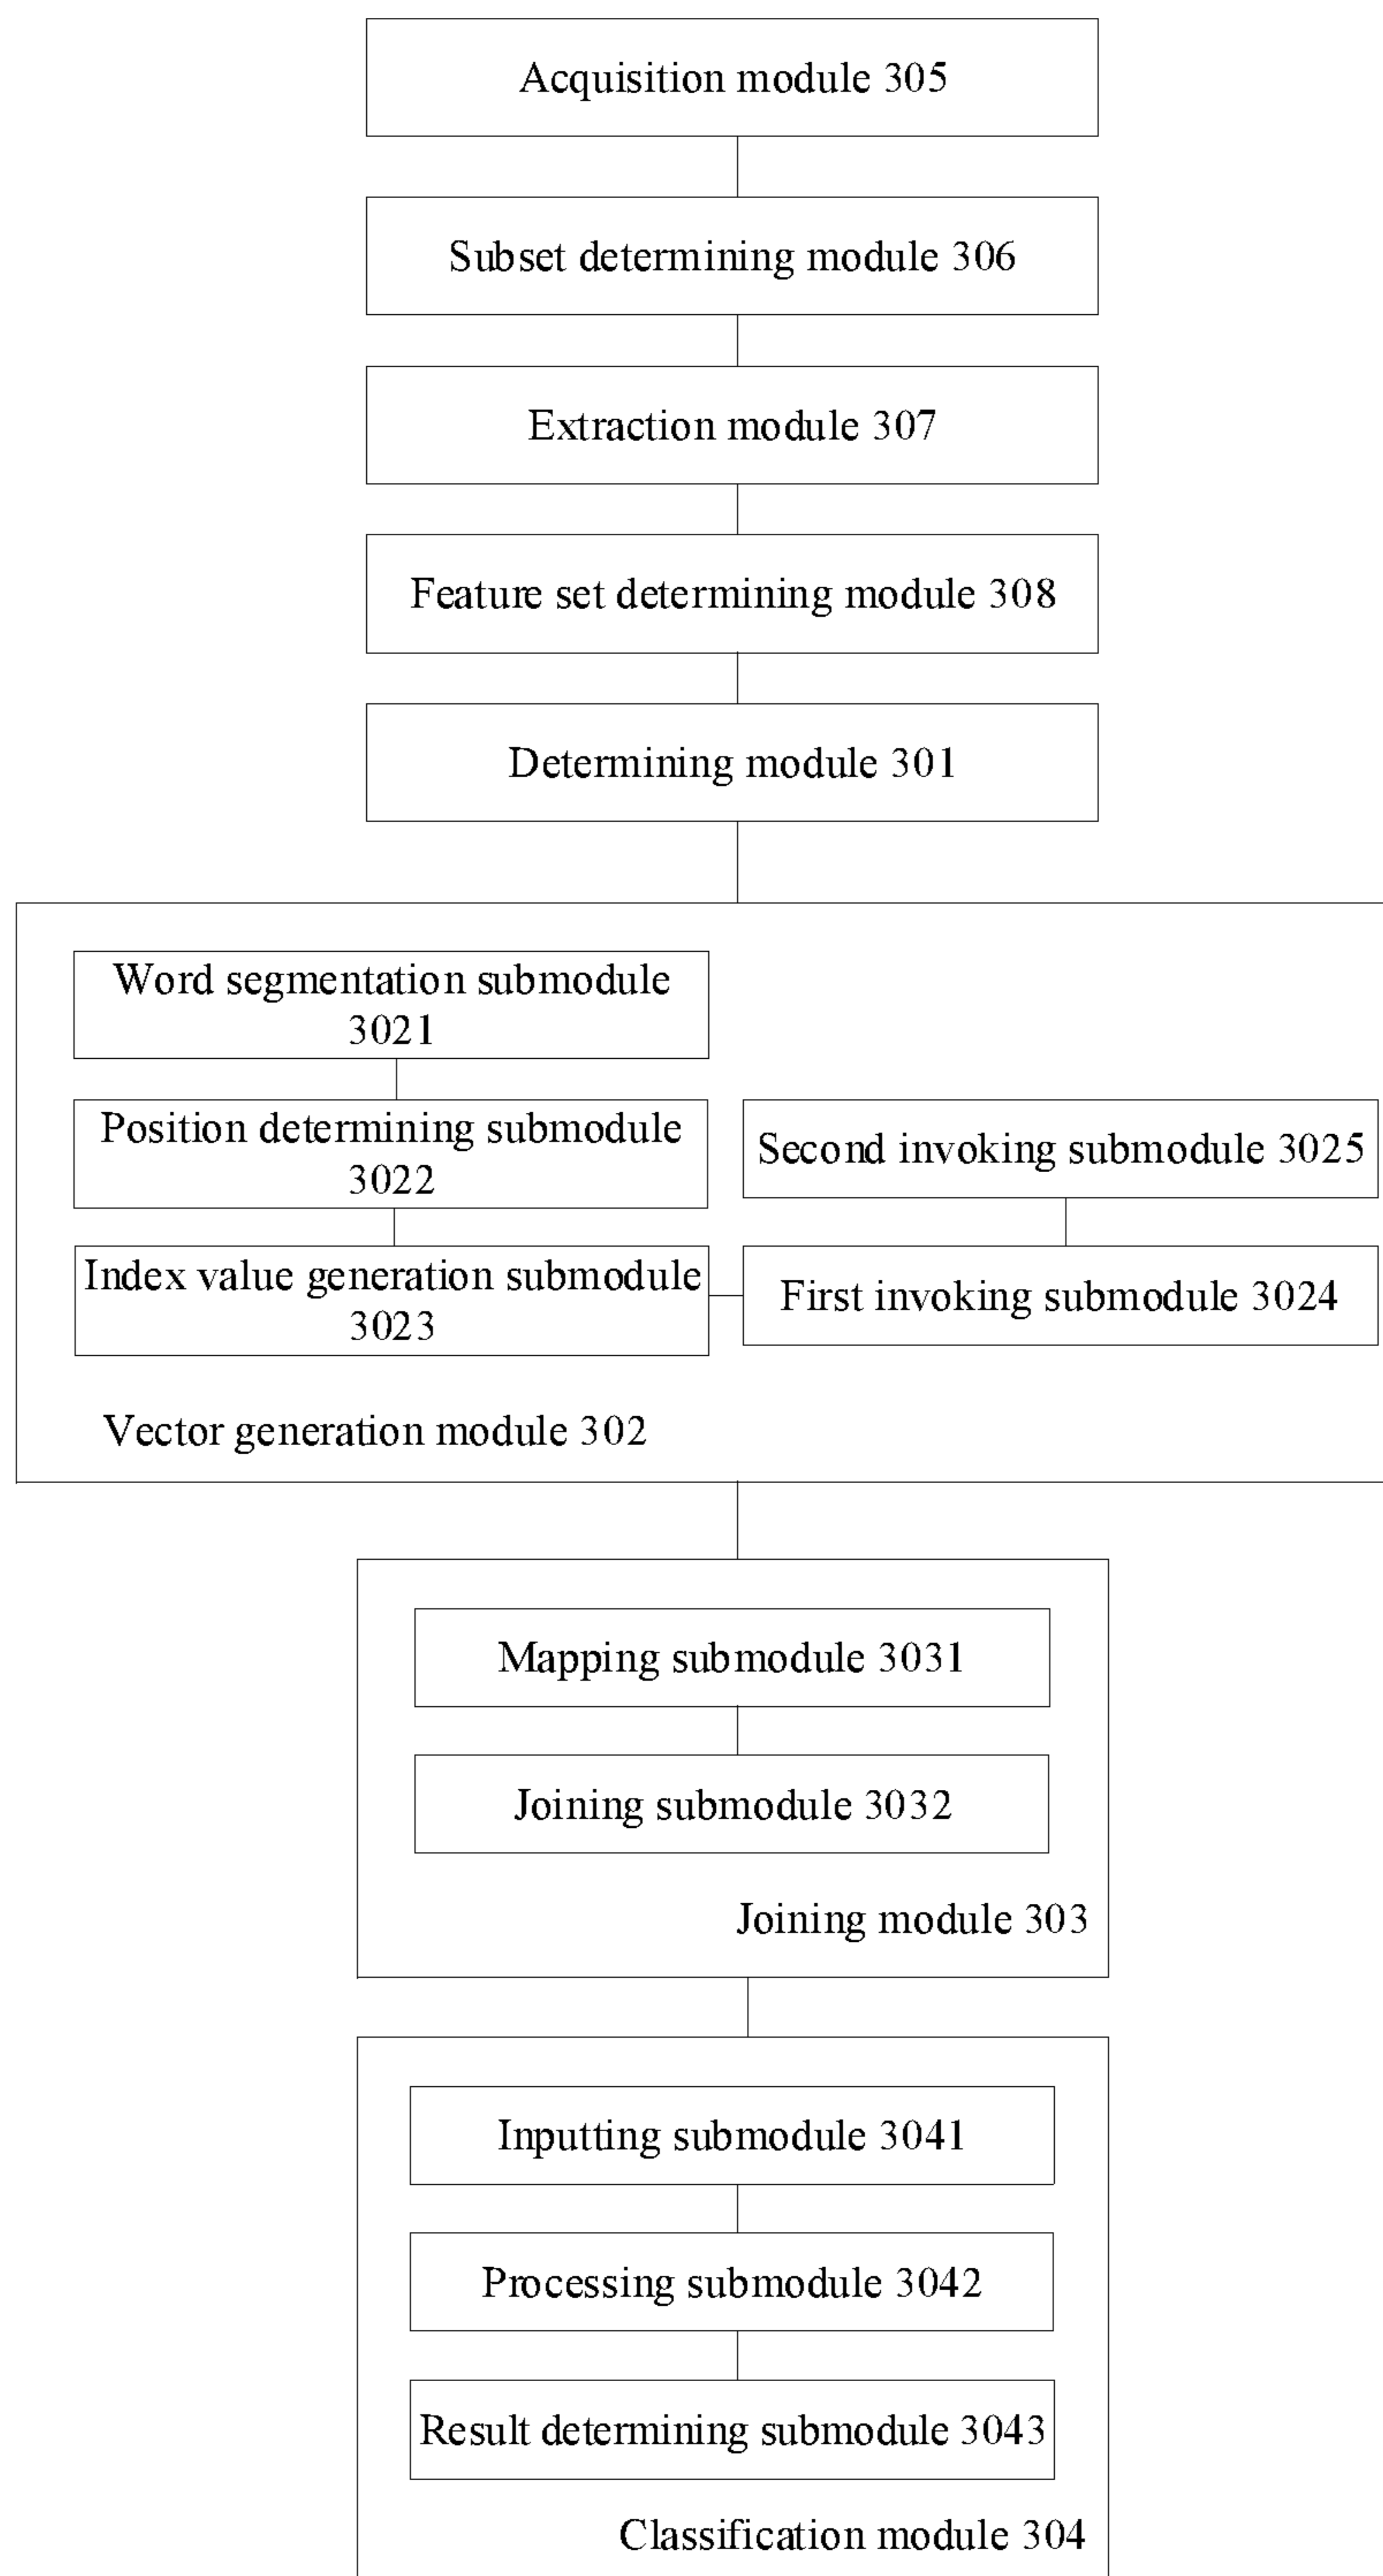 Acquisition module 305
Subset determining module 306
Extraction module 307
Feature set determining module 308
Determining module 301
Word segmentation submodule
3021
Position determining submodule
3022
Index value generation submodule
3023
Second invoking submodule 3025
First invoking submodule 3024
Vector generation module 302
Mapping submodule 3031
Joining submodule 3032
Joining module 303
Inputting submodule 3041
Processing submodule 3042
Result determining submodule 3043
Classification module 304